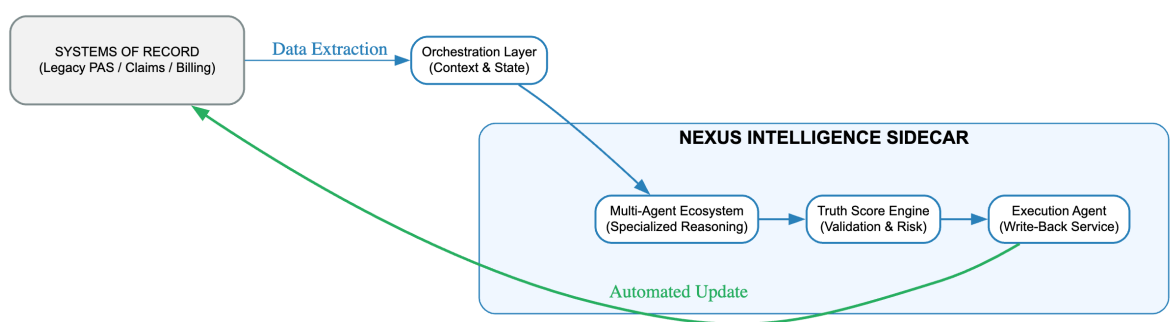 SYSTEMS OF RECORD
(Legacy PAS / Claims / Billing)
Data Extraction
Orchestration Layer
(Context & State)
NEXUS INTELLIGENCE SIDECAR
Multi-Agent Ecosystem
(Specialized Reasoning)
Truth Score Engine
(Validation & Risk)
Execution Agent
(Write-Back Service)
Automated Update